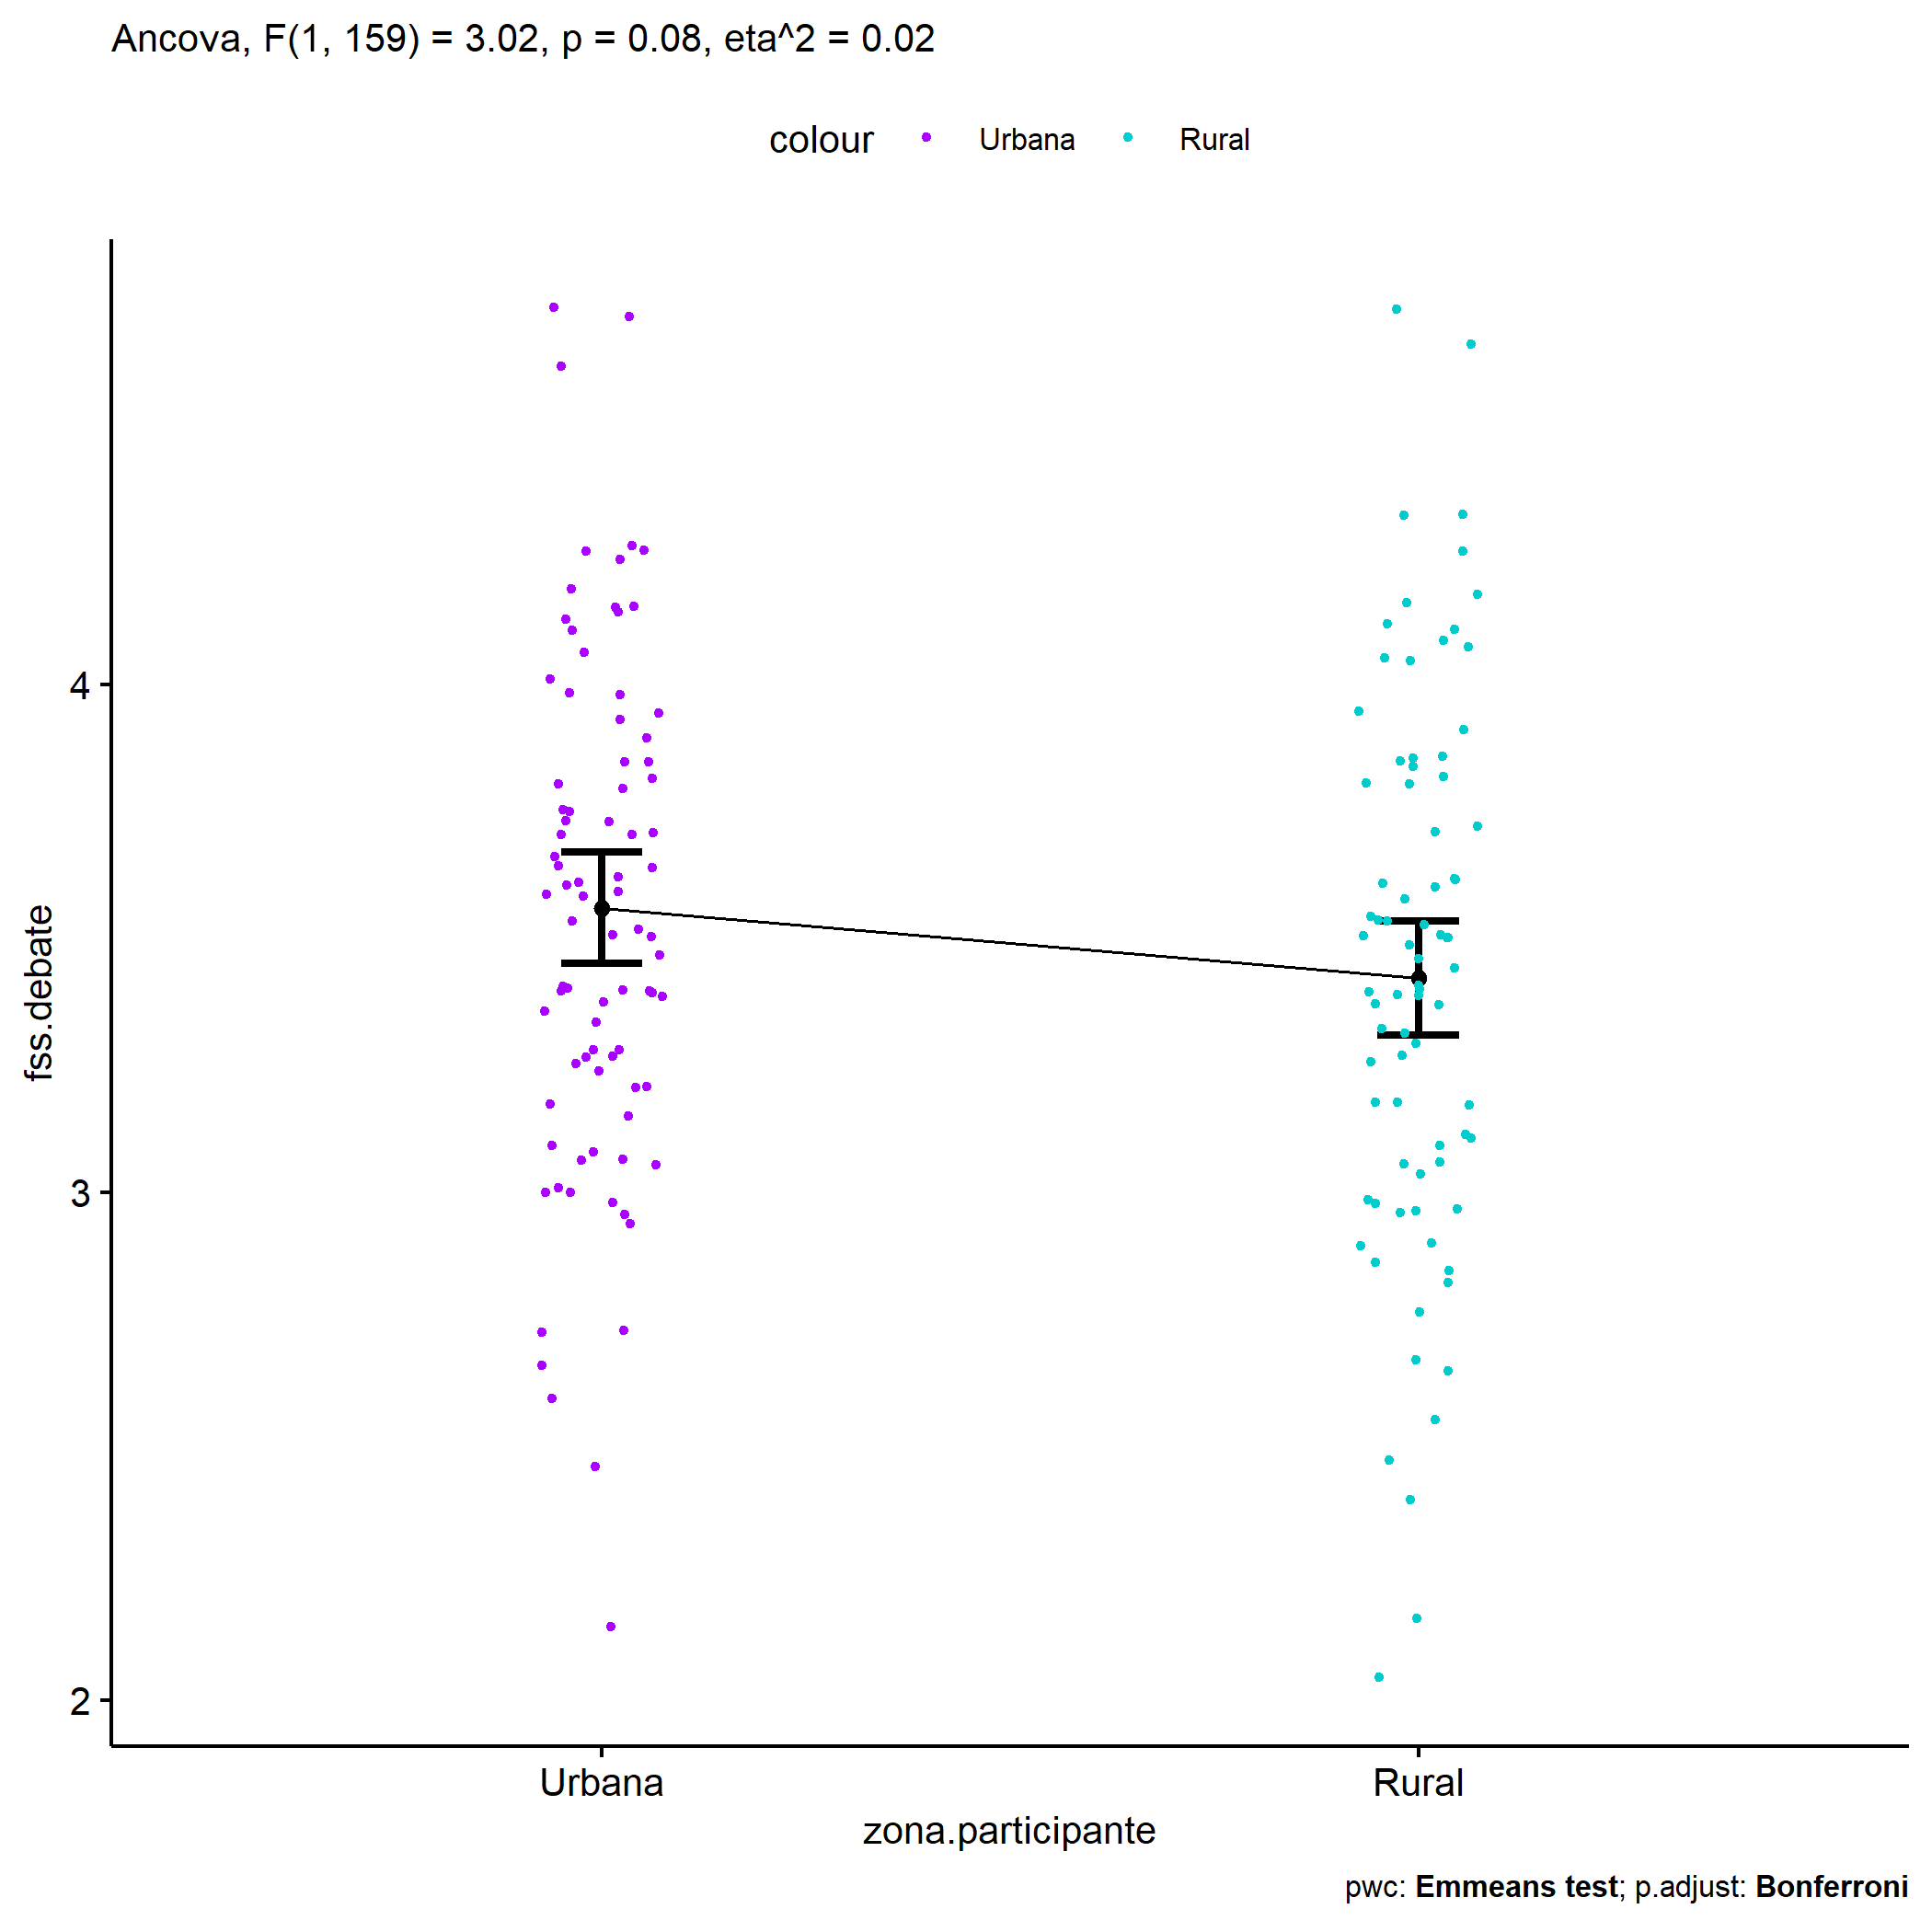 Ancova, F(1, 159) = 3.02, p = 0.08, eta^2 = 0.02
colour Urbana Rural
4
3
2
fss.debate
Urbana Rural
zona.participante
pwc: Emmeans test; p.adjust: Bonferroni